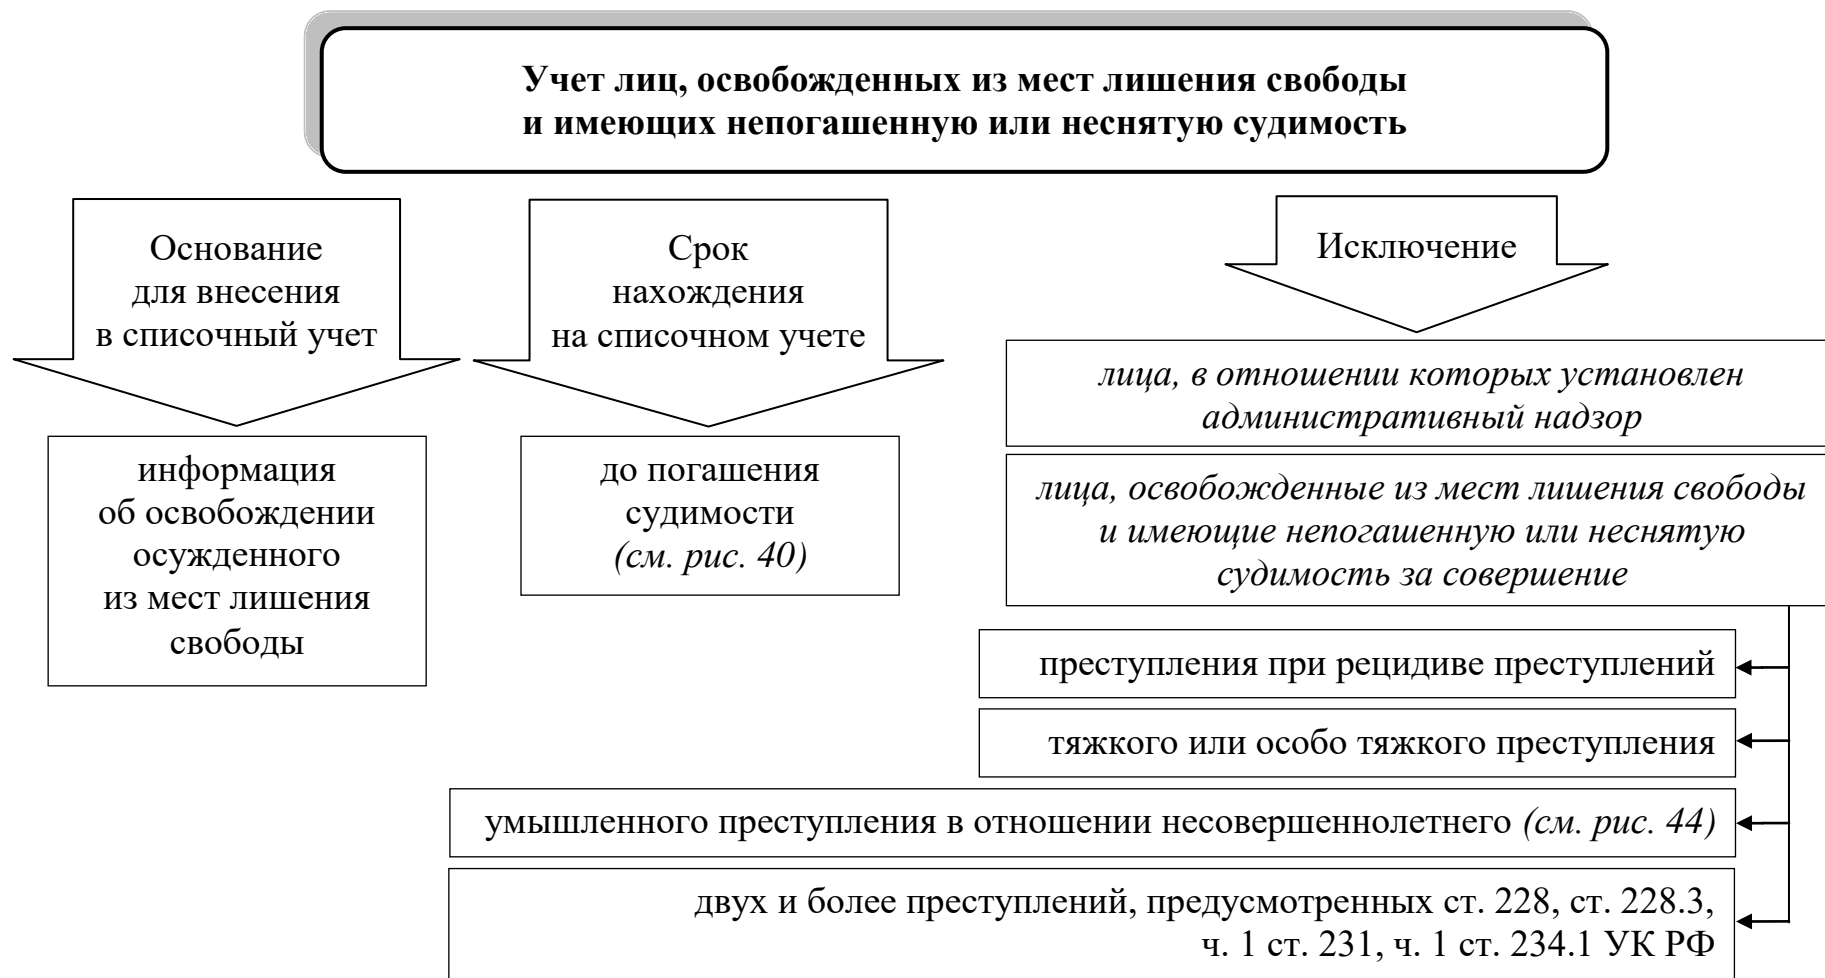 Учет лиц, освобожденных из мест лишения свободы
и имеющих непогашенную или неснятую судимость
Основание
для внесения
в списочный учет
информация
об освобождении
осужденного
из мест лишения
свободы
Срок
нахождения
на списочном учете
до погашения
судимости
(см. рис. 40)
Исключение
лица, в отношении которых установлен
административный надзор
лица, освобожденные из мест лишения свободы
и имеющие непогашенную или неснятую
судимость за совершение
преступления при рецидиве преступлений
тяжкого или особо тяжкого преступления
умышленного преступления в отношении несовершеннолетнего (см. рис. 44)
двух и более преступлений, предусмотренных ст. 228, ст. 228.3,
ч. 1 ст. 231, ч. 1 ст. 234.1 УК РФ